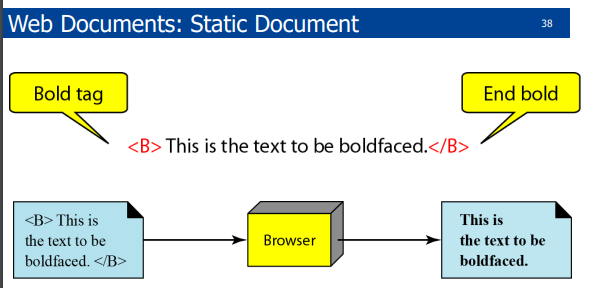 Web Documents: Static Document
38
Bold tag
End bold
<B> This is the text to be boldfaced.</B>
<B> This is
the text to be
boldfaced. </B>
Browser
This is
the text to be
boldfaced.